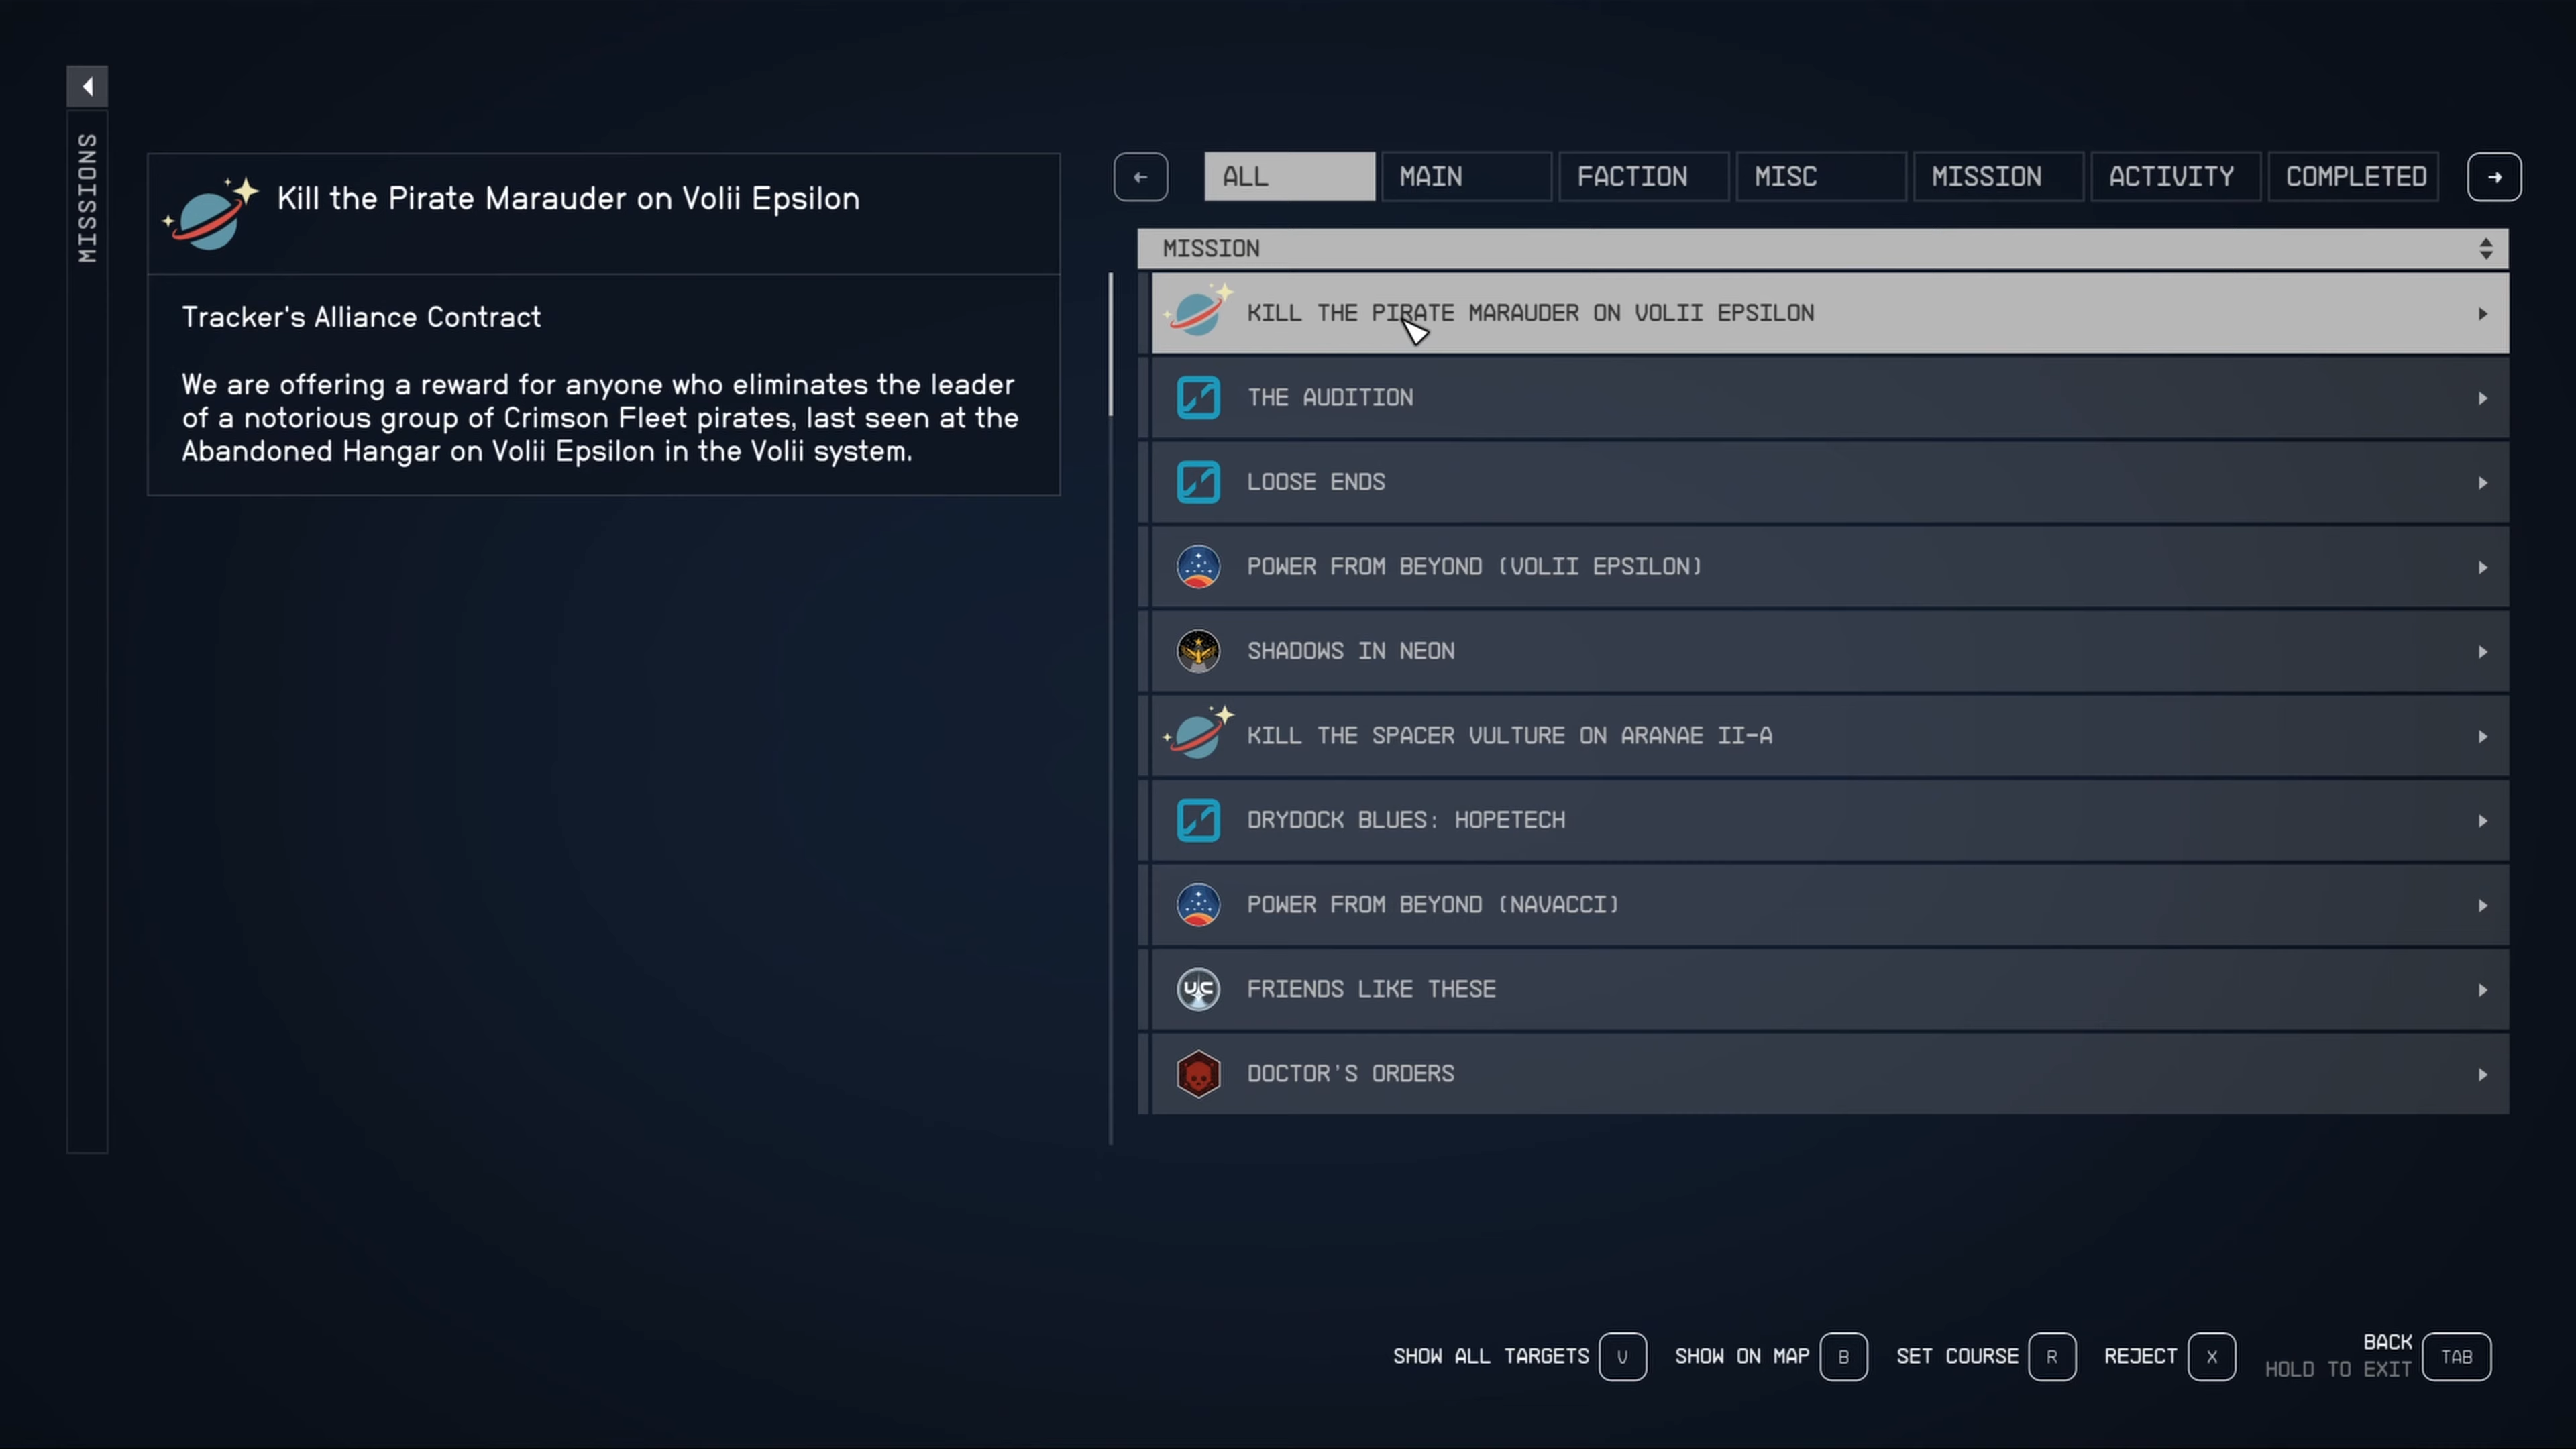 MISSIONS
Kill the Pirate Marauder on Volii Epsilon
Tracker's Alliance Contract
We are offering a reward for anyone who eliminates the leader
of a notorious group of Crimson Fleet pirates, last seen at the
Abandoned Hangar on Volii Epsilon in the Volii system.
ALL MAIN FACTION MISC MISSION ACTIVITY COMPLETED
MISSION
KILL THE PIRATE MARAUDER ON VOLII EPSILON
THE AUDITION
LOOSE ENDS
POWER FROM BEYOND (VOLII EPSILON)
SHADOWS IN NEON
KILL THE SPACER VULTURE ON ARANAE II-A
DRYDOCK BLUES: HOPETECH
POWER FROM BEYOND (NAVACCI)
UC
FRIENDS LIKE THESE
DOCTOR'S ORDERS
SHOW ALL TARGETS V SHOW ON MAP B SET COURSE R REJECT X BACK TAB
HOLD TO EXIT